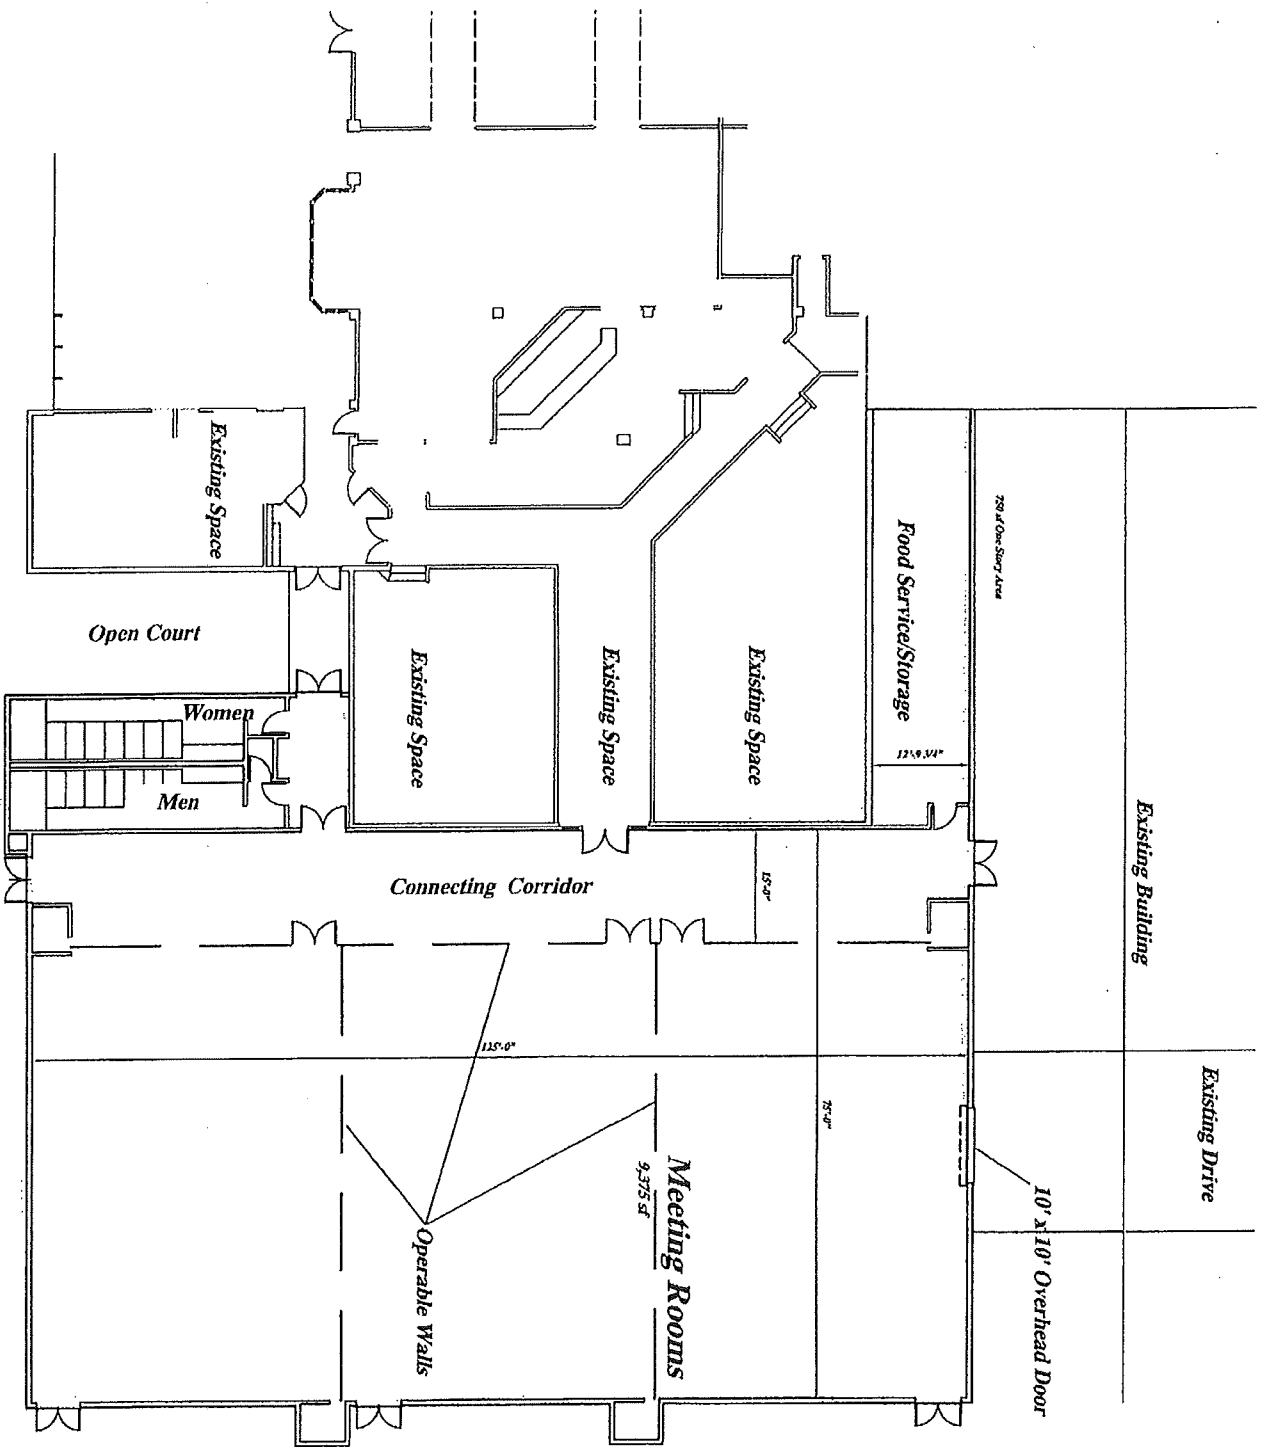 Existing Space
750 sf One Story Area
Food Service/Storage
Open Court
Existing Space
Existing Space
Existing Space
Women
12'-9 3/4"
Men
Existing Building
Connecting Corridor
15'-0"
125'-0"
75'-0"
Existing Drive
Meeting Rooms
9,375 sf
10' x 10' Overhead Door
Operable Walls